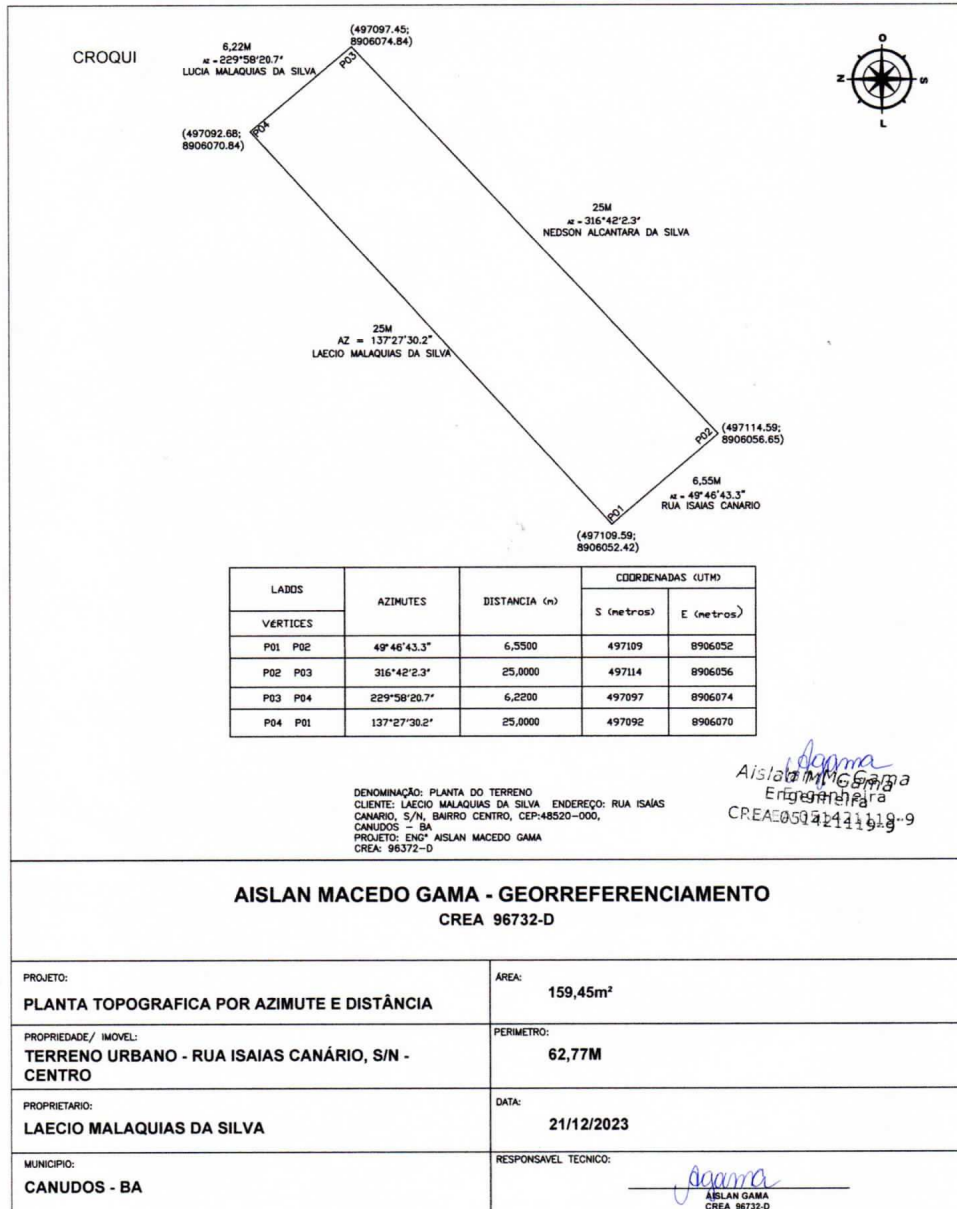 CROQUI
6,22M
AZ = 229°58'20.7"
LUCIA MALAQUIAS DA SILVA
(497097.45;
8906074.84)
P03
O
N
S
L
(497092.68;
8906070.84)
P04
25M
AZ = 316°42'2.3"
NEDSON ALCANTARA DA SILVA
25M
AZ = 137°27'30.2"
LAECIO MALAQUIAS DA SILVA
P02
(497114.59;
8906056.65)
6,55M
AZ = 49°46'43.3"
RUA ISAIAS CANARIO
P01
(497109.59;
8906052.42)
LADOS
VÉRTICES
AZIMUTES
DISTANCIA (m)
COORDENADAS (UTM)
S (metros)
E (metros)
P01 P02 49°46'43.3" 6,5500 497109 8906052
P02 P03 316°42'2.3" 25,0000 497114 8906056
P03 P04 229°58'20.7" 6,2200 497097 8906074
P04 P01 137°27'30.2" 25,0000 497092 8906070
DENOMINAÇÃO: PLANTA DO TERRENO
CLIENTE: LAECIO MALAQUIAS DA SILVA ENDEREÇO: RUA ISAÍAS
CANARIO, S/N, BAIRRO CENTRO, CEP:48520-000,
CANUDOS - BA
PROJETO: ENGª AISLAN MACEDO GAMA
CREA: 96372-D
Agama
Aislan M. Gama
Engenheira
CREA 051421119-9
AISLAN MACEDO GAMA - GEORREFERENCIAMENTO
CREA 96732-D
PROJETO:
PLANTA TOPOGRAFICA POR AZIMUTE E DISTÂNCIA
ÁREA:
159,45m²
PROPRIEDADE/ IMOVEL:
TERRENO URBANO - RUA ISAIAS CANÁRIO, S/N -
CENTRO
PERIMETRO:
62,77M
PROPRIETARIO:
LAECIO MALAQUIAS DA SILVA
DATA:
21/12/2023
MUNICIPIO:
CANUDOS - BA
RESPONSAVEL TECNICO:
Agama
AISLAN GAMA
CREA 96732-D